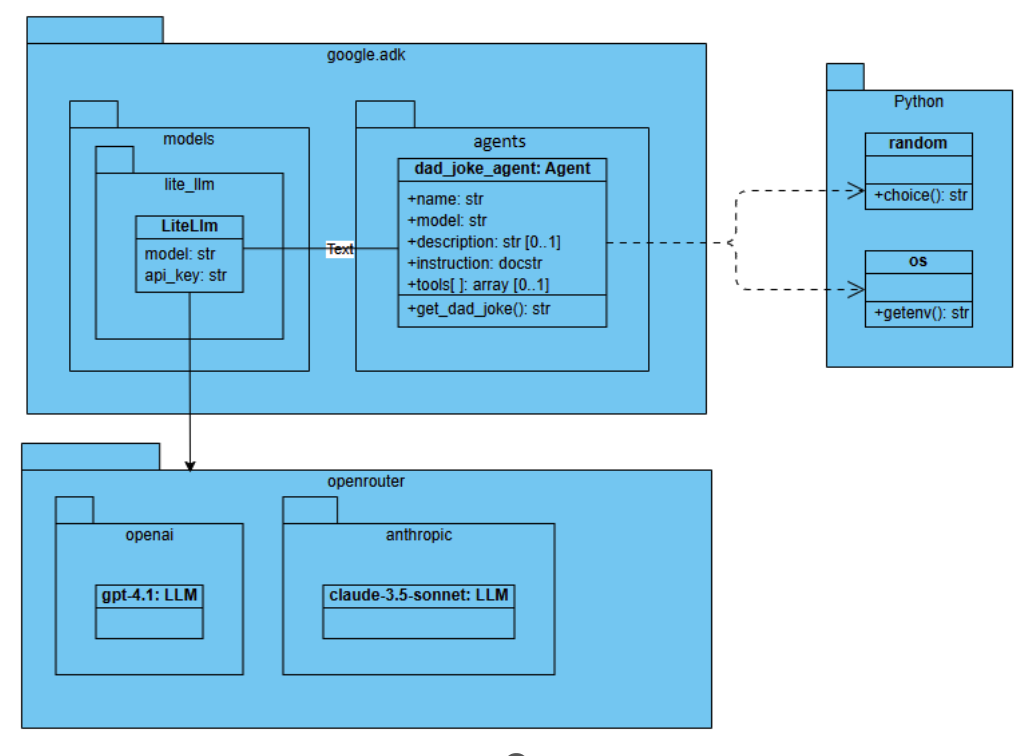 google.adk
models
lite_llm
LiteLlm
model: str
api_key: str
Text
agents
dad_joke_agent: Agent
+name: str
+model: str
+description: str [0..1]
+instruction: docstr
+tools[ ]: array [0..1]
+get_dad_joke(): str
Python
random
+choice(): str
os
+getenv(): str
openrouter
openai
gpt-4.1: LLM
anthropic
claude-3.5-sonnet: LLM